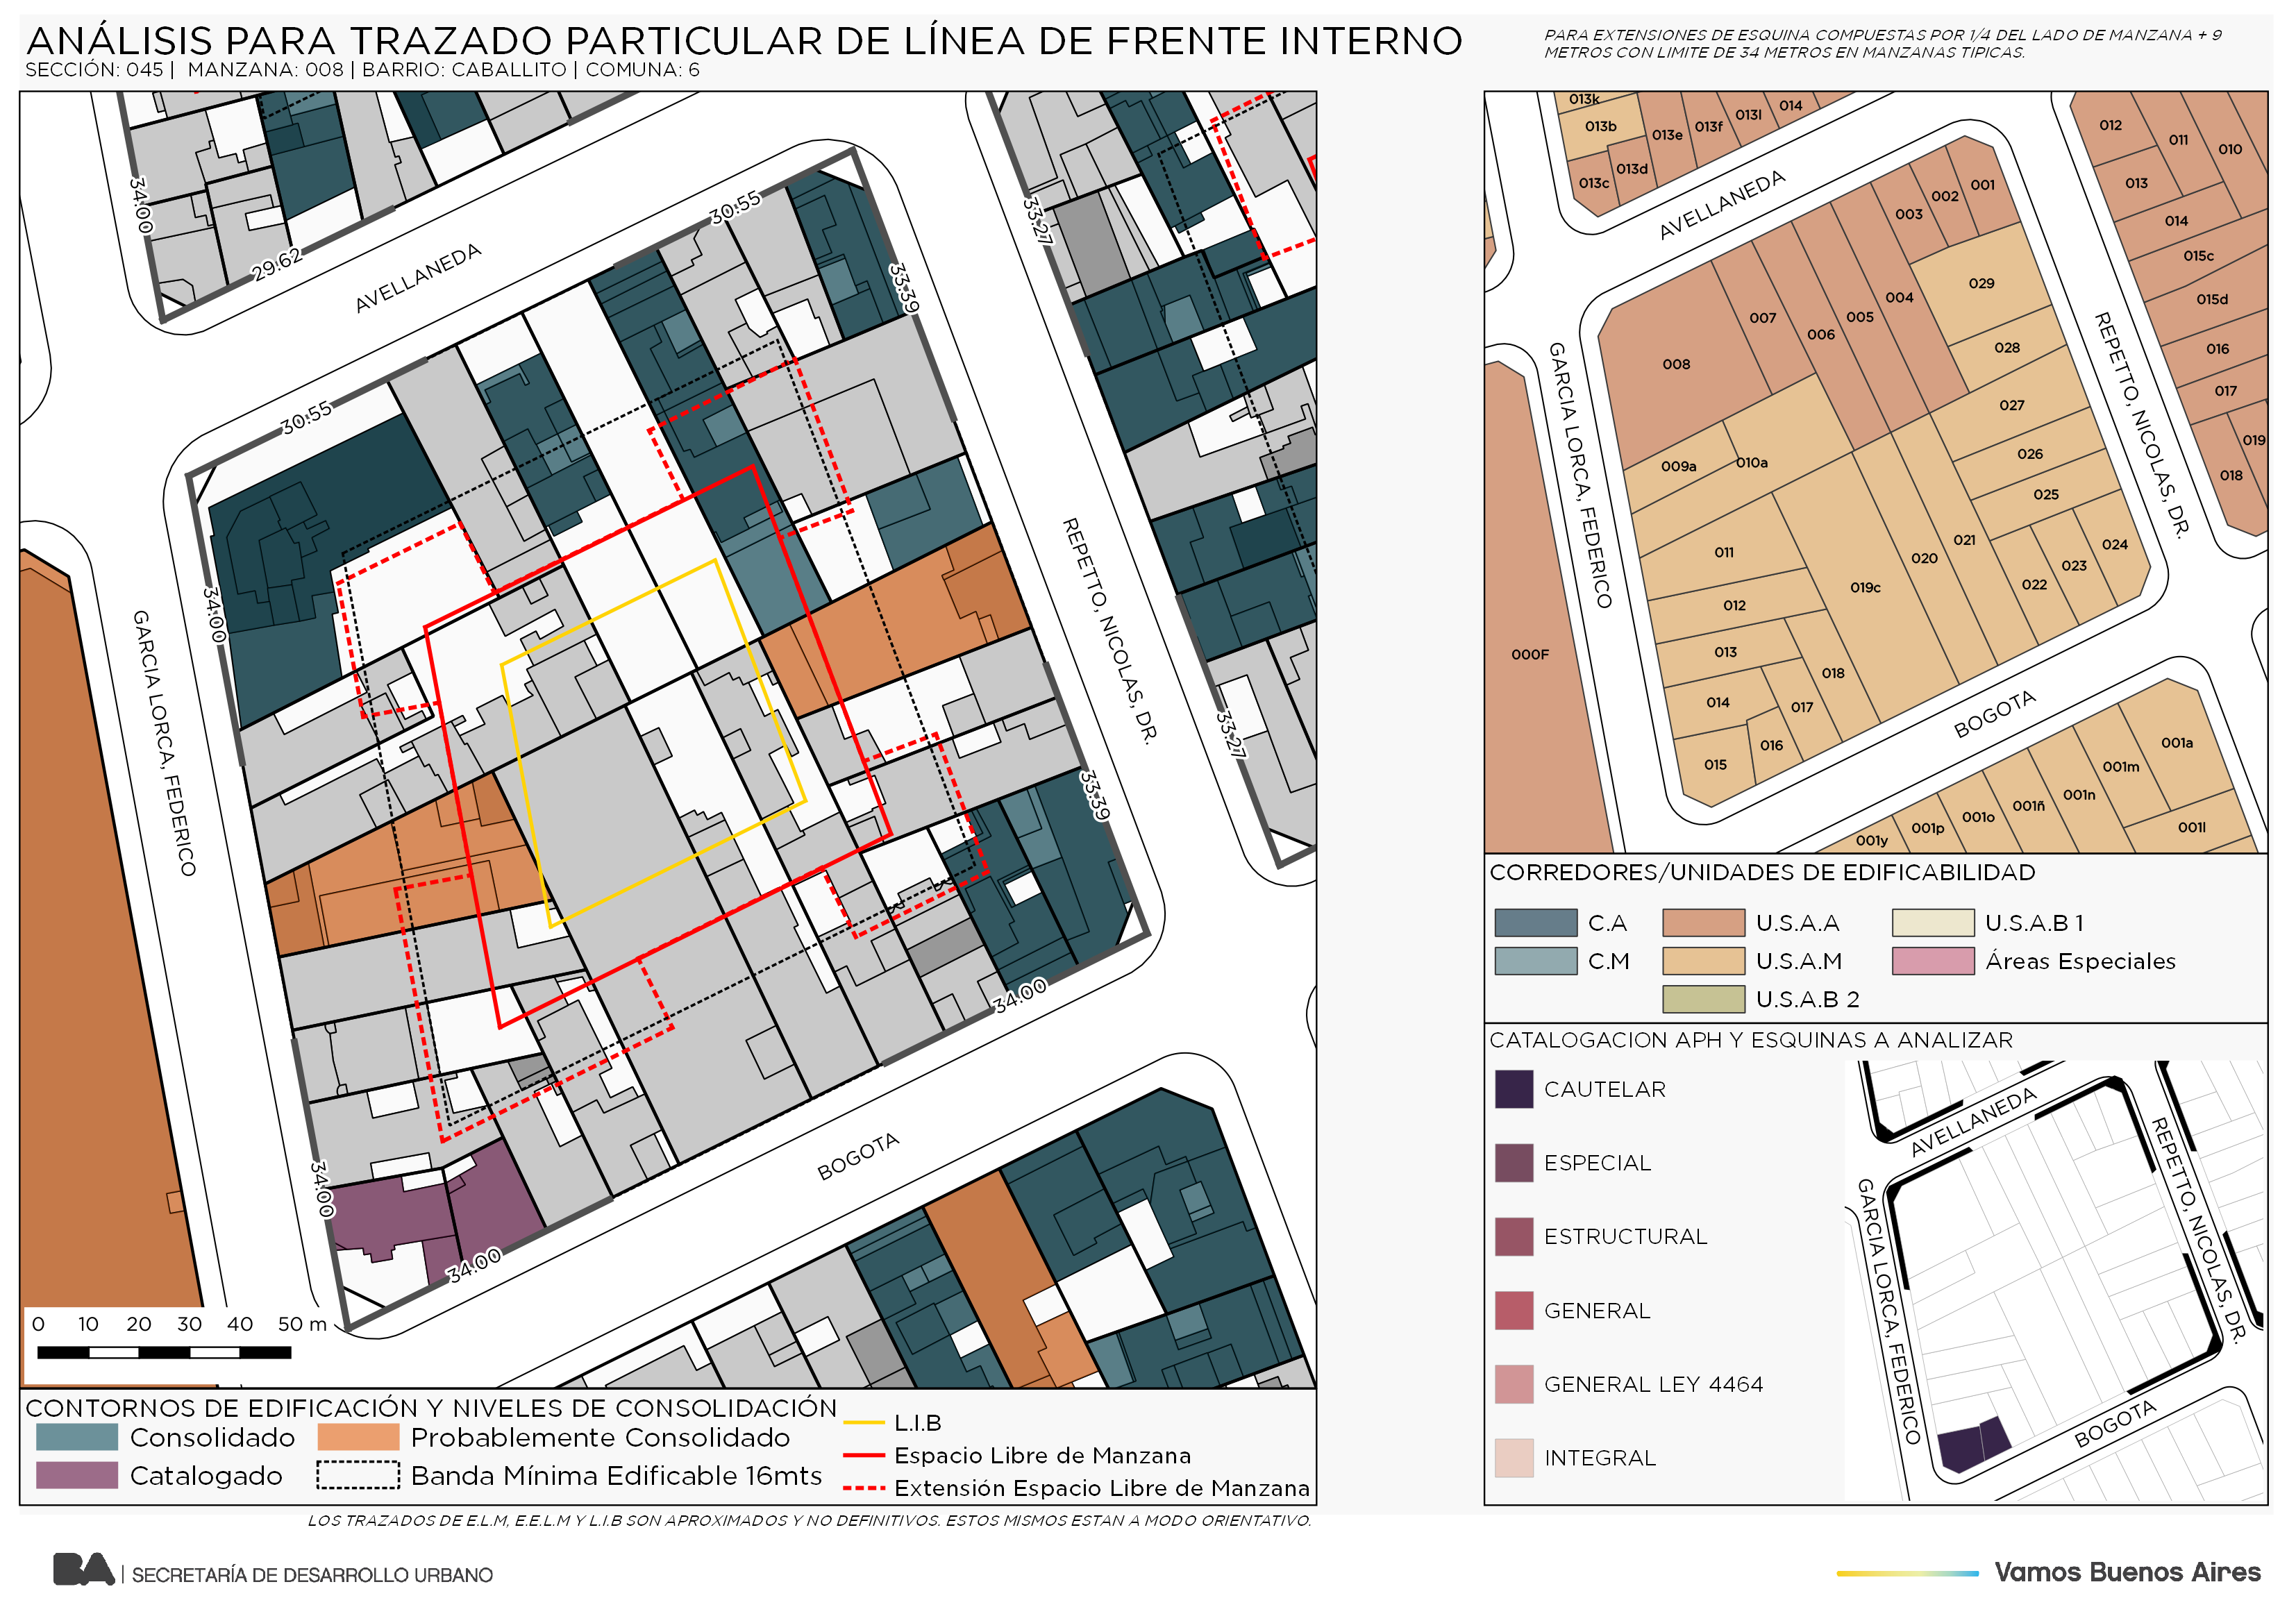 ANÁLISIS PARA TRAZADO PARTICULAR DE LÍNEA DE FRENTE INTERNO
SECCIÓN: 045 | MANZANA: 008 | BARRIO: CABALLITO | COMUNA: 6
PARA EXTENSIONES DE ESQUINA COMPUESTAS POR 1/4 DEL LADO DE MANZANA + 9
METROS CON LIMITE DE 34 METROS EN MANZANAS TIPICAS.
34.00
29.62
AVELLANEDA
30.55
30.55
33.39
33.27
34.00
GARCIA LORCA, FEDERICO
REPETTO, NICOLAS, DR.
33.27
33.39
34.00
BOGOTA
34.00
34.00
0 10 20 30 40 50 m
CONTORNOS DE EDIFICACIÓN Y NIVELES DE CONSOLIDACIÓN
Consolidado
Probablemente Consolidado
Catalogado
Banda Mínima Edificable 16mts
L.I.B
Espacio Libre de Manzana
Extensión Espacio Libre de Manzana
013k
013b
013c
013d
013e
013f
013l
014
AVELLANEDA
012
011
010
013
014
015c
015d
016
017
018
019
001
002
003
004
005
006
007
008
029
028
027
026
025
024
023
022
021
020
019c
009a
010a
011
012
013
014
015
016
017
018
000F
GARCIA LORCA, FEDERICO
REPETTO, NICOLAS, DR.
BOGOTA
001a
001m
001n
001ñ
001o
001p
001y
001l
CORREDORES/UNIDADES DE EDIFICABILIDAD
C.A
U.S.A.A
U.S.A.B 1
C.M
U.S.A.M
Áreas Especiales
U.S.A.B 2
CATALOGACION APH Y ESQUINAS A ANALIZAR
CAUTELAR
ESPECIAL
ESTRUCTURAL
GENERAL
GENERAL LEY 4464
INTEGRAL
AVELLANEDA
REPETTO, NICOLAS, DR.
GARCIA LORCA, FEDERICO
BOGOTA
LOS TRAZADOS DE E.L.M, E.E.L.M Y L.I.B SON APROXIMADOS Y NO DEFINITIVOS. ESTOS MISMOS ESTAN A MODO ORIENTATIVO.
BA | SECRETARÍA DE DESARROLLO URBANO
Vamos Buenos Aires